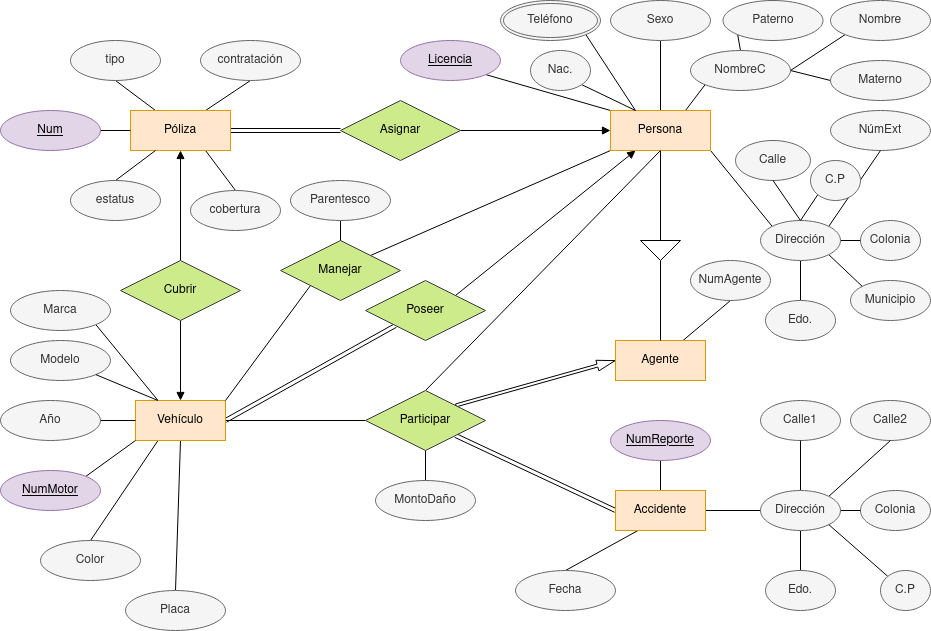 Teléfono
Sexo
Paterno
Nombre
tipo
contratación
Licencia
Nac.
NombreC
Materno
Num
Póliza
Asignar
Persona
NúmExt
Calle
C.P
estatus
cobertura
Parentesco
Dirección
Colonia
Manejar
NumAgente
Cubrir
Municipio
Marca
Poseer
Edo.
Modelo
Agente
Año
Vehículo
Participar
Calle1
Calle2
NumReporte
NumMotor
MontoDaño
Accidente
Dirección
Colonia
Color
Fecha
Edo.
C.P
Placa